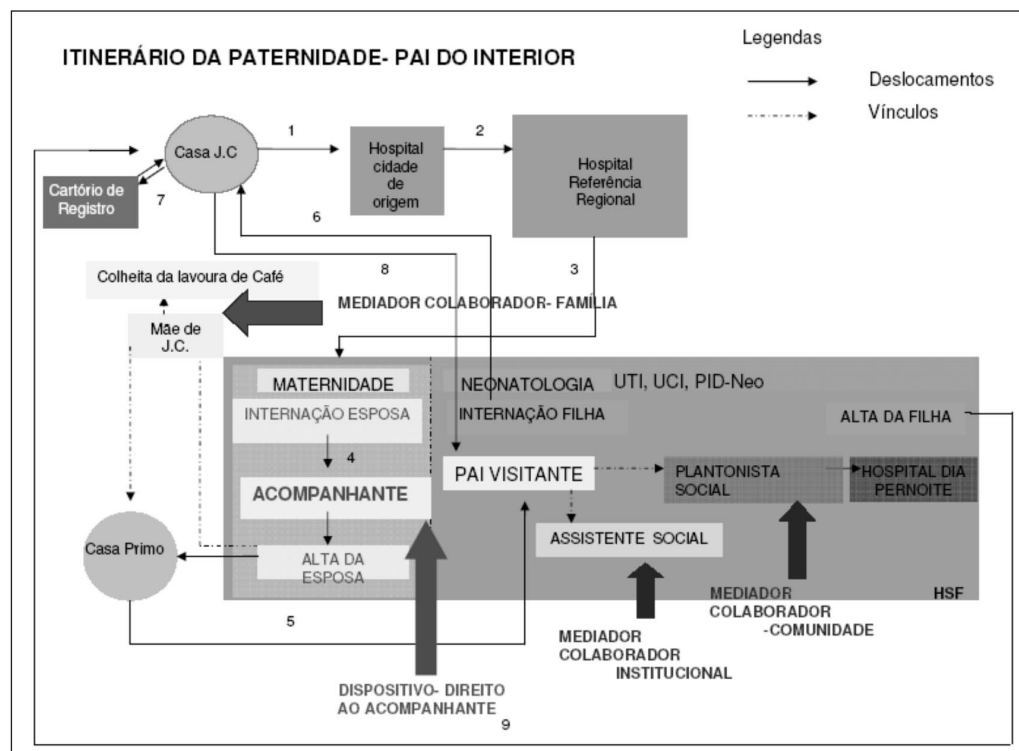 ITINERÁRIO DA PATERNIDADE- PAI DO INTERIOR
Legendas
Deslocamentos
Vínculos
Casa J.C
1
Hospital
cidade
de
origem
2
Hospital
Referência
Regional
Cartório de
Registro
7
6
8
3
Colheita da lavoura de Café
MEDIADOR COLABORADOR- FAMÍLIA
Mãe de
J.C.
MATERNIDADE
INTERNAÇÃO ESPOSA
4
ACOMPANHANTE
ALTA DA
ESPOSA
NEONATOLOGIA
UTI, UCI, PID-Neo
INTERNAÇÃO FILHA
ALTA DA FILHA
PAI VISITANTE
PLANTONISTA
SOCIAL
HOSPITAL DIA
PERNOITE
ASSISTENTE SOCIAL
Casa Primo
5
HSF
MEDIADOR
COLABORADOR
-COMUNIDADE
MEDIADOR
COLABORADOR
INSTITUCIONAL
DISPOSITIVO- DIREITO
AO ACOMPANHANTE
9